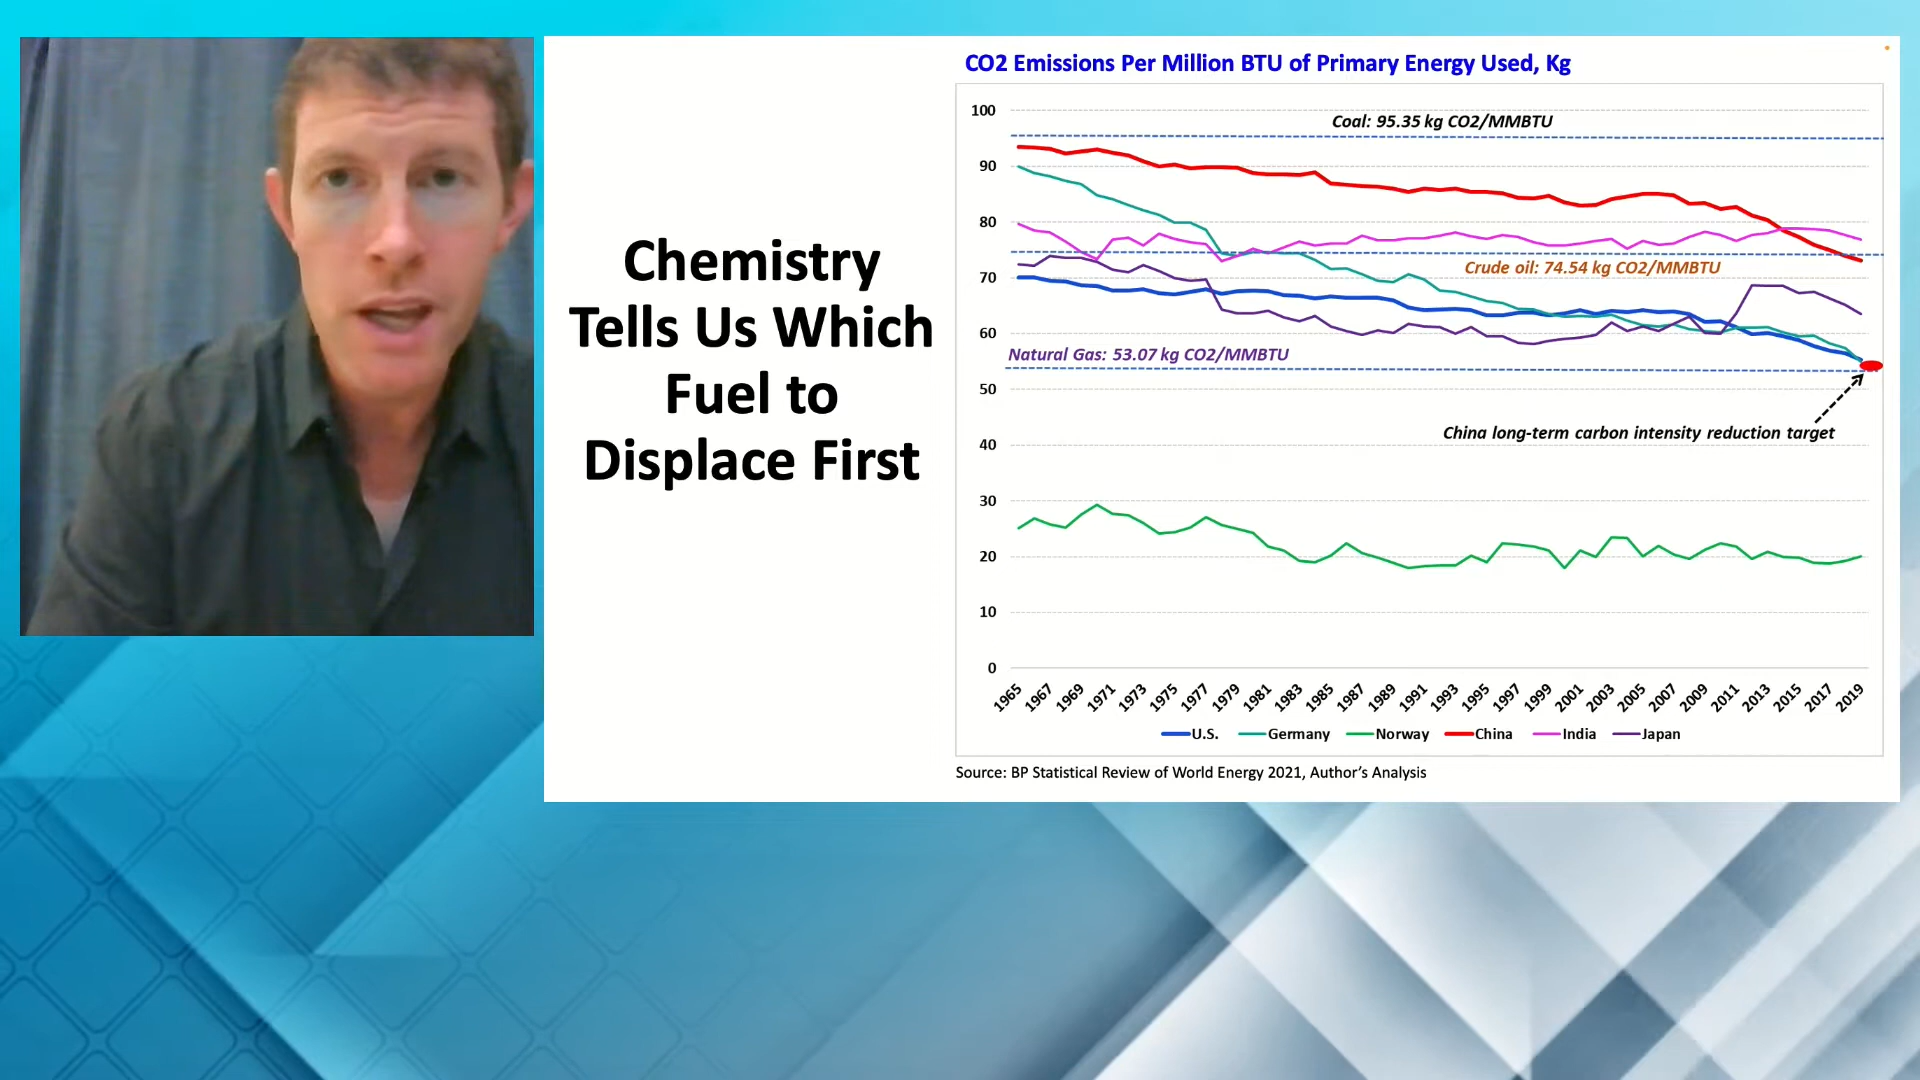 Chemistry
Tells Us Which
Fuel to
Displace First
CO2 Emissions Per Million BTU of Primary Energy Used, Kg
100
90
80
70
60
50
40
30
20
10
0
Coal: 95.35 kg CO2/MMBTU
Crude oil: 74.54 kg CO2/MMBTU
Natural Gas: 53.07 kg CO2/MMBTU
China long-term carbon intensity reduction target
1965 1967 1969 1971 1973 1975 1977 1979 1981 1983 1985 1987 1989 1991 1993 1995 1997 1999 2001 2003 2005 2007 2009 2011 2013 2015 2017 2019
U.S. Germany Norway China India Japan
Source: BP Statistical Review of World Energy 2021, Author’s Analysis